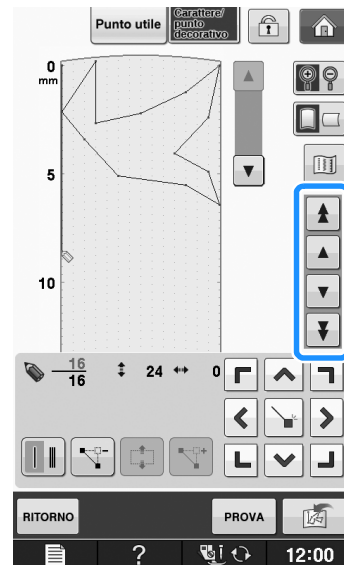 Punto utile
Carattere/
punto
decorativo
0
mm
5
10
16
16
24
0
RITORNO
PROVA
?
12:00